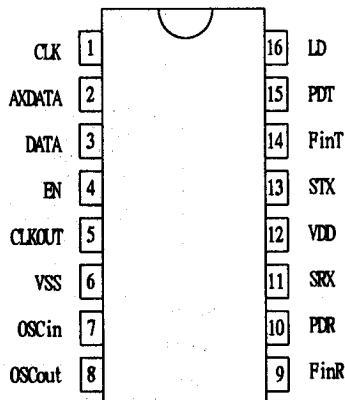 CLK 1 16 LD
AXDATA 2 15 PDT
DATA 3 14 FinT
EN 4 13 STX
CLKOUT 5 12 VDD
VSS 6 11 SRX
OSCin 7 10 PDR
OSCout 8 9 FinR